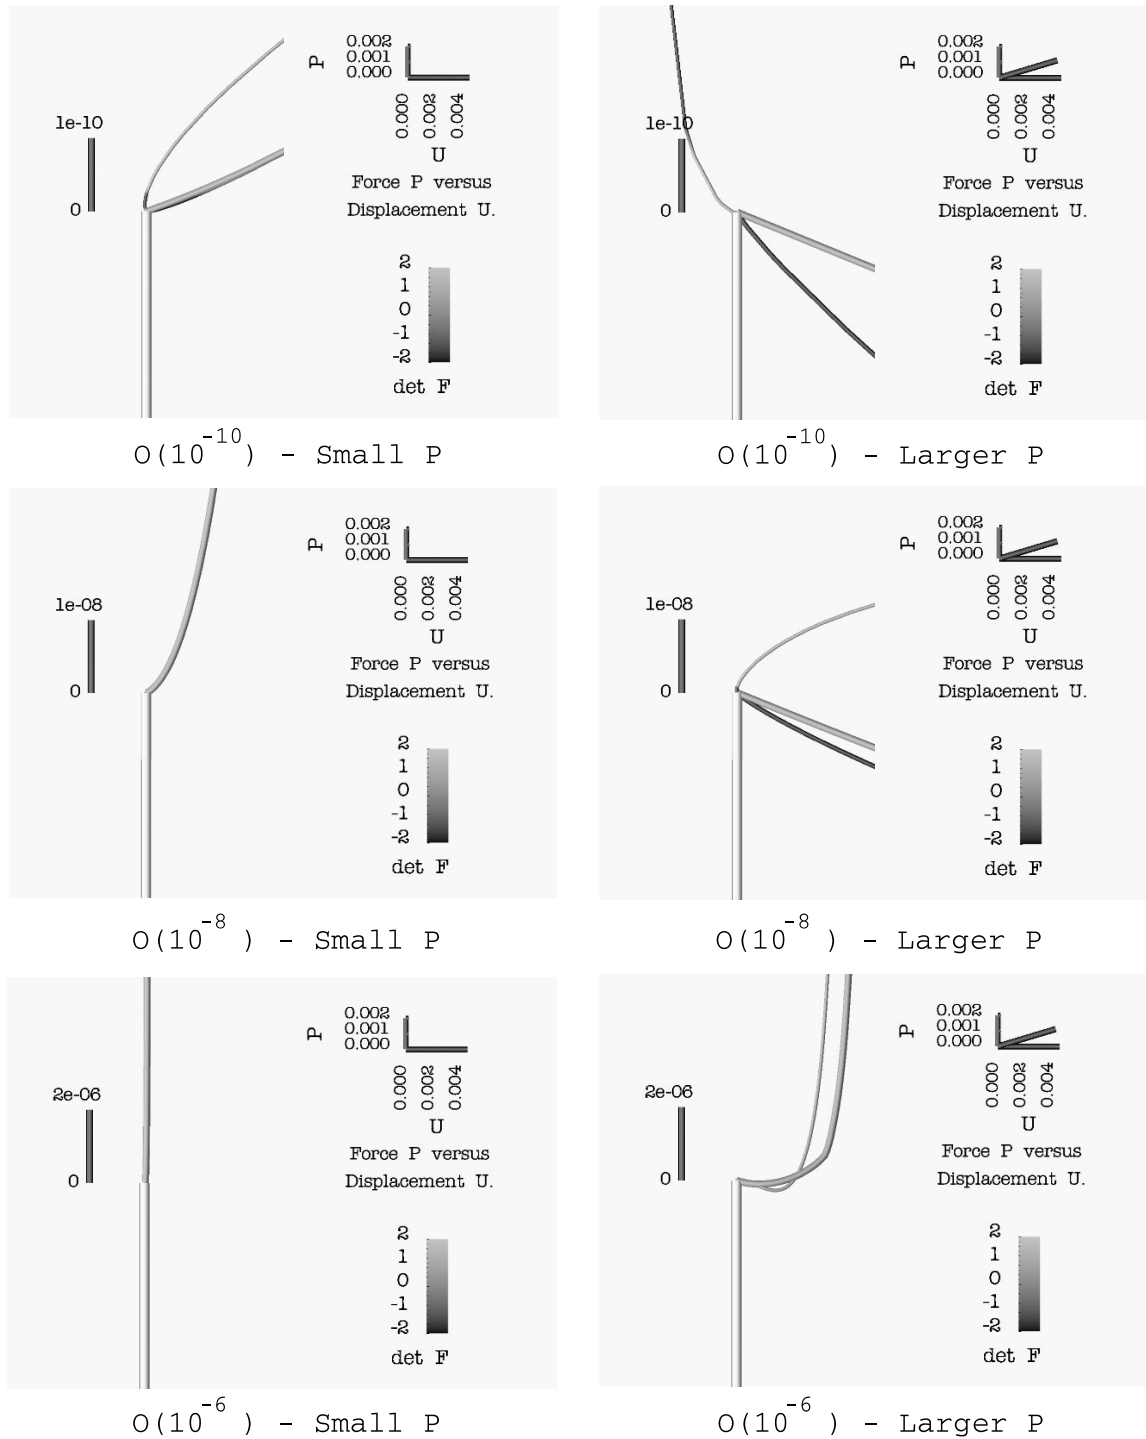 P
0.002
0.001
0.000
0.000
0.002
0.004
U
Force P versus
Displacement U.
1e-10
0
2
1
0
-1
-2
det F
O(10^-10) - Small P
P
0.002
0.001
0.000
0.000
0.002
0.004
U
Force P versus
Displacement U.
1e-10
0
2
1
0
-1
-2
det F
O(10^-10) - Larger P
P
0.002
0.001
0.000
0.000
0.002
0.004
U
Force P versus
Displacement U.
1e-08
0
2
1
0
-1
-2
det F
O(10^-8) - Small P
P
0.002
0.001
0.000
0.000
0.002
0.004
U
Force P versus
Displacement U.
1e-08
0
2
1
0
-1
-2
det F
O(10^-8) - Larger P
P
0.002
0.001
0.000
0.000
0.002
0.004
U
Force P versus
Displacement U.
2e-06
0
2
1
0
-1
-2
det F
O(10^-6) - Small P
P
0.002
0.001
0.000
0.000
0.002
0.004
U
Force P versus
Displacement U.
2e-06
0
2
1
0
-1
-2
det F
O(10^-6) - Larger P